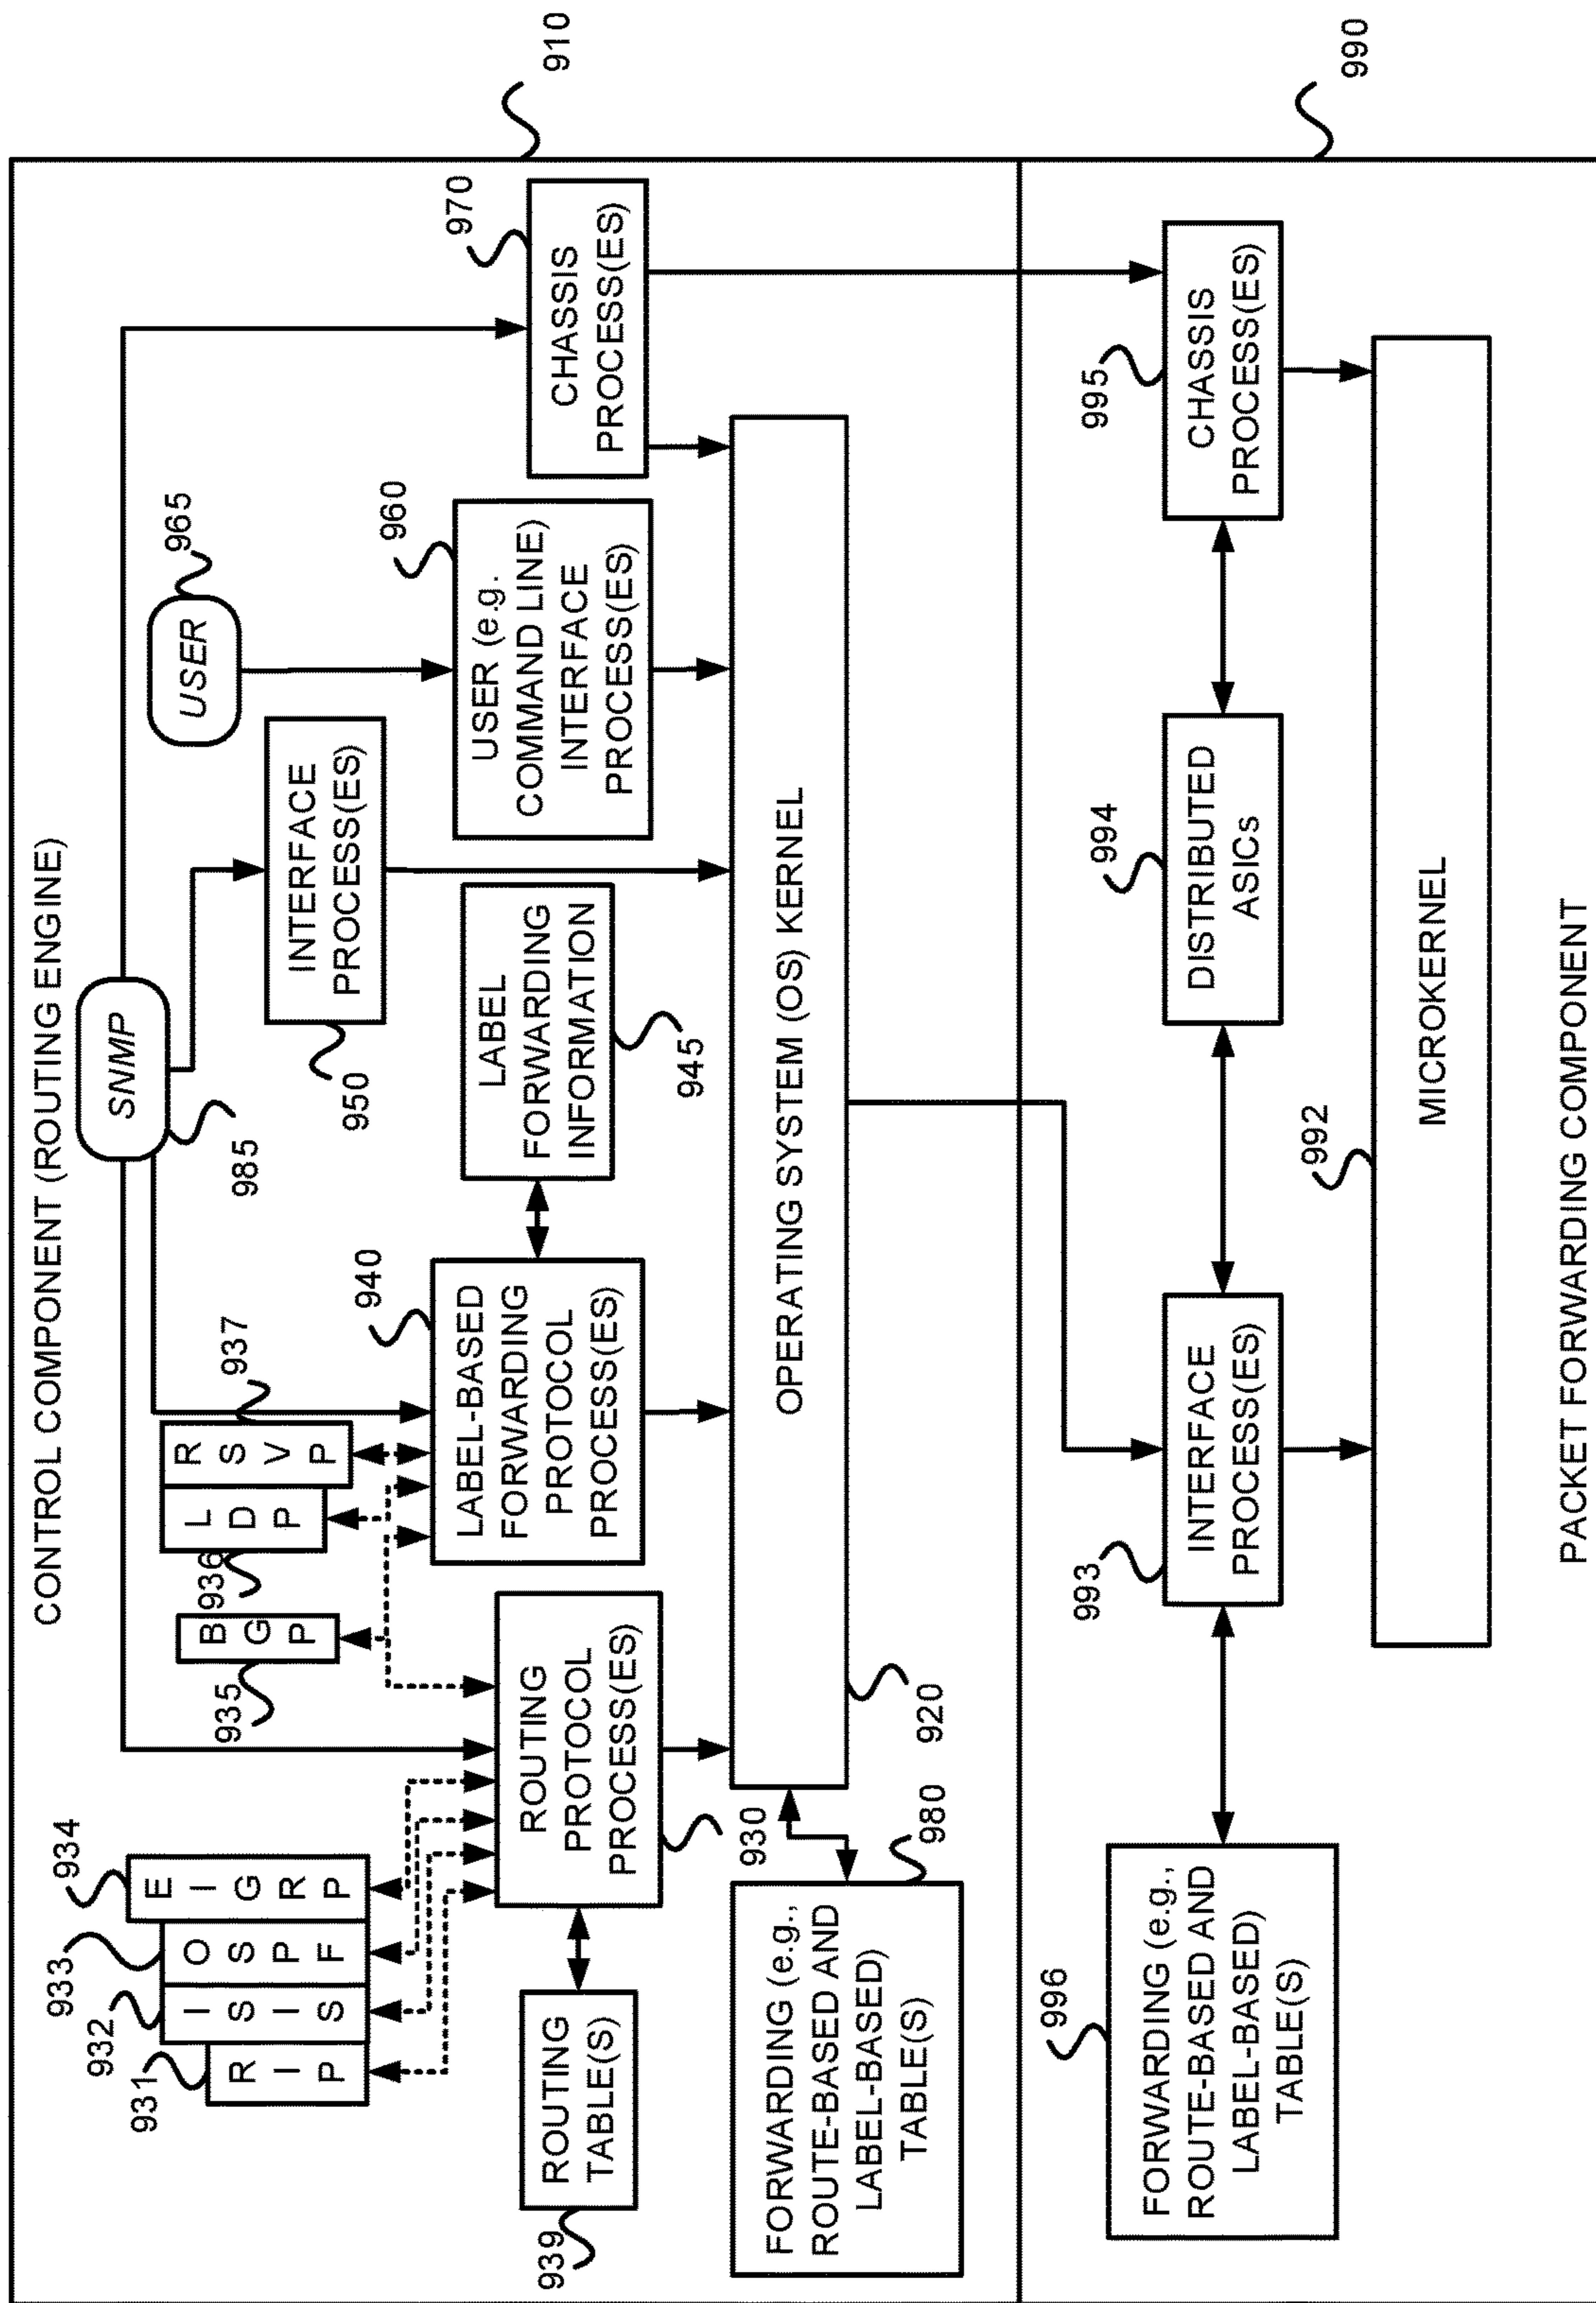 CONTROL COMPONENT (ROUTING ENGINE)
910
SNMP
985
USER
965
934
933
932
931
EIGRP
OSPF
ISIS
RIP
935
BGP
936
LDP
937
RSVP
940
LABEL-BASED
FORWARDING
PROTOCOL
PROCESS(ES)
LABEL
FORWARDING
INFORMATION
945
950
INTERFACE
PROCESS(ES)
960
USER (e.g.
COMMAND LINE)
INTERFACE
PROCESS(ES)
970
CHASSIS
PROCESS(ES)
939
ROUTING
TABLE(S)
ROUTING
PROTOCOL
PROCESS(ES)
930
OPERATING SYSTEM (OS) KERNEL
920
980
FORWARDING (e.g.,
ROUTE-BASED AND
LABEL-BASED)
TABLE(S)
990
996
FORWARDING (e.g.,
ROUTE-BASED AND
LABEL-BASED)
TABLE(S)
993
INTERFACE
PROCESS(ES)
994
DISTRIBUTED
ASICs
995
CHASSIS
PROCESS(ES)
992
MICROKERNEL
PACKET FORWARDING COMPONENT